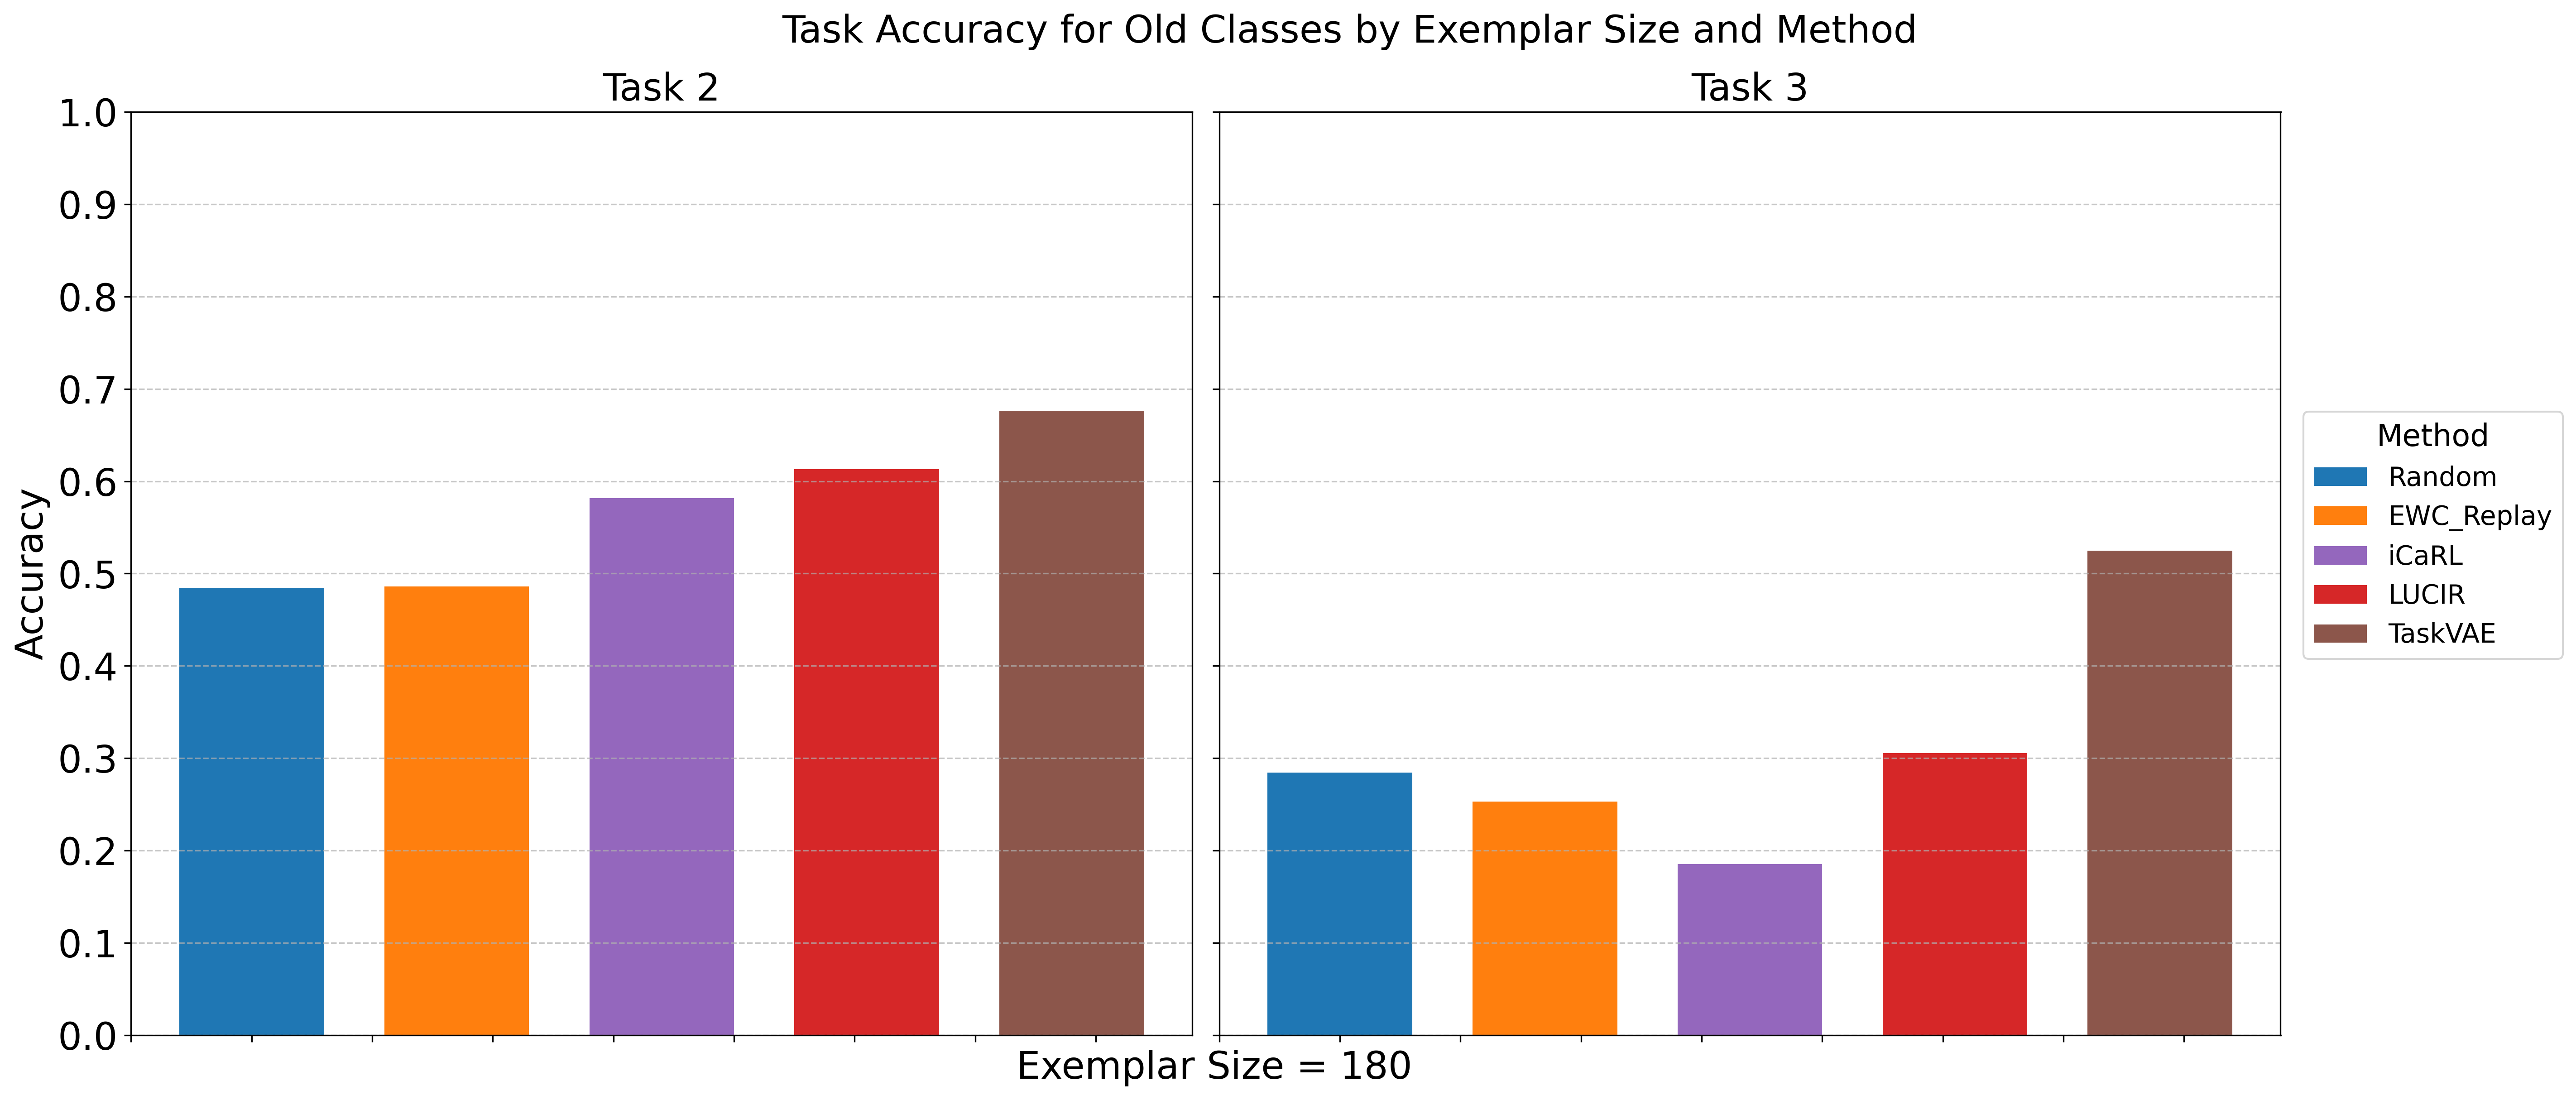 Task Accuracy for Old Classes by Exemplar Size and Method
Task 2
Task 3
1.0
0.9
0.8
0.7
0.6
0.5
0.4
0.3
0.2
0.1
0.0
Accuracy
Exemplar Size = 180
Method
Random
EWC_Replay
iCaRL
LUCIR
TaskVAE